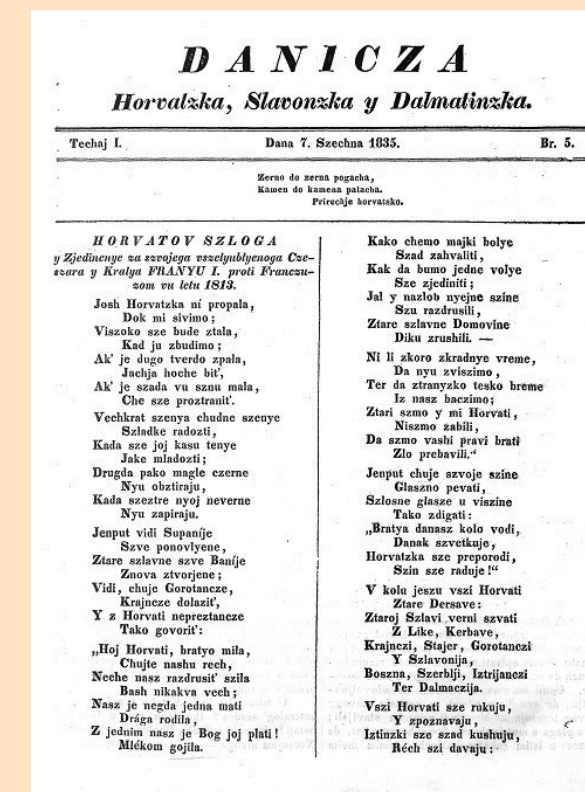 DANICZA
Horvatzka, Slavonzka y Dalmatinzka.
Techaj I. Dana 7. Szechna 1835. Br. 5.
Zerno do zerna pogacha,
Kamen do kamena palacha.
Prirechje horvatsko.
HORVATOV SZLOGA
y Zjedinenye za szvojega vszelyublyenoga Cze-
szara y Kralya FRANYU I. proti Franczu-
zom vu letu 1813.
Josh Horvatzka ní propala,
Dok mi sivimo;
Viszoko sze bude ztala,
Kad ju zbudimo;
Ak' je dugo tverdo zpala,
Jachja hoche bit',
Ak' je szada vu sznu mala,
Che sze proztranit'.
Vechkrat szenya chudne szenye
Szladke radozti,
Kada sze joj kasu tenye
Jake mladozti;
Drugda pako magle czerne
Nyu obztiraju,
Kada szeztre nyoj neverne
Nyu zapiraju.
Jenput vidi Supaníje
Szve ponovlyene,
Ztare szlavne szve Baníje
Znova ztvorjene;
Vidi, chuje Gorotancze,
Krajncze dolazit',
Y z Horvati nepreztancze
Tako govorit':
„Hoj Horvati, bratyo mila,
Chujte nashu rech,
Neche nasz razdrusit' szila
Bash nikakva vech;
Nasz je negda jedna mati
Drága rodila,
Z jednim nasz je Bog joj plati!
Mlékom gojila.
Kako chemo majki bolye
Szad zahvaliti,
Kak da bumo jedne volye
Sze zjediniti;
Jal y nazlob nyejne szine
Szu razdrusili,
Ztare szlavne Domovine
Diku zrushili. —
Ni li zkoro zkradnye vreme,
Da nyu zviszimo,
Ter da ztranyzko tesko breme
Iz nasz baczimo;
Ztari szmo y mi Horvati,
Niszmo zabili,
Da szmo vashi pravi brati
Zlo prebavili.“
Jenput chuje szvoje szine
Glaszno pevati,
Szlosne glasze u viszine
Tako zdigati:
„Bratya danasz kolo vodi,
Danak szvetkuje,
Horvatzka sze preporodi,
Szin sze raduje!“
V kolu jeszu vszi Horvati
Ztare Dersave:
Ztaroj Szlavi verni szvati
Z Like, Kerbave,
Krajnczi, Stajer, Gorotanczi
Y Szlavonija,
Boszna, Szerblji, Iztrijanczi
Ter Dalmaczija.
Vszi Horvati sze rukuju,
Y zpoznavaju,
Iztinzki sze szad kushuju,
Réch szi davaju: